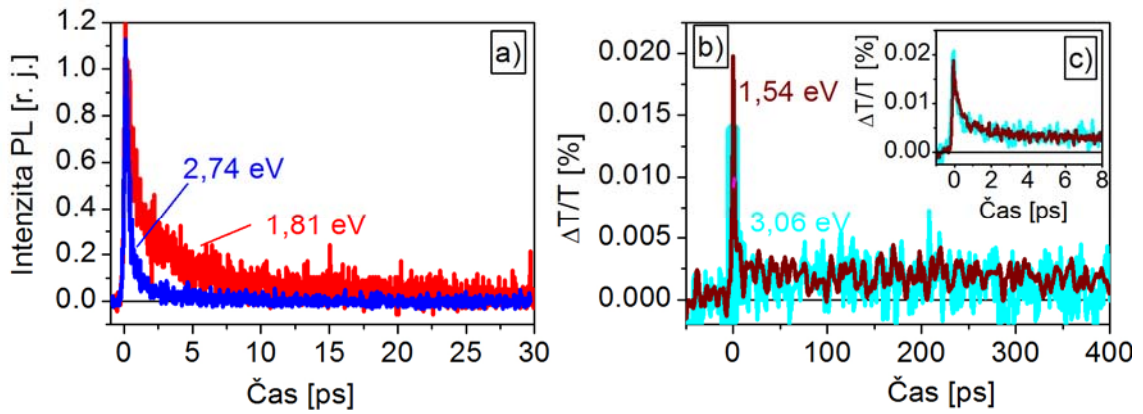 Intenzita PL [r. j.]
1.2
1.0
0.8
0.6
0.4
0.2
0.0
a)
2,74 eV
1,81 eV
0
5
10
15
20
25
30
Čas [ps]
ΔT/T [%]
0.020
0.015
0.010
0.005
0.000
b)
1,54 eV
3,06 eV
0
100
200
300
400
Čas [ps]
ΔT/T [%]
0.02
0.01
0.00
c)
0
2
4
6
8
Čas [ps]